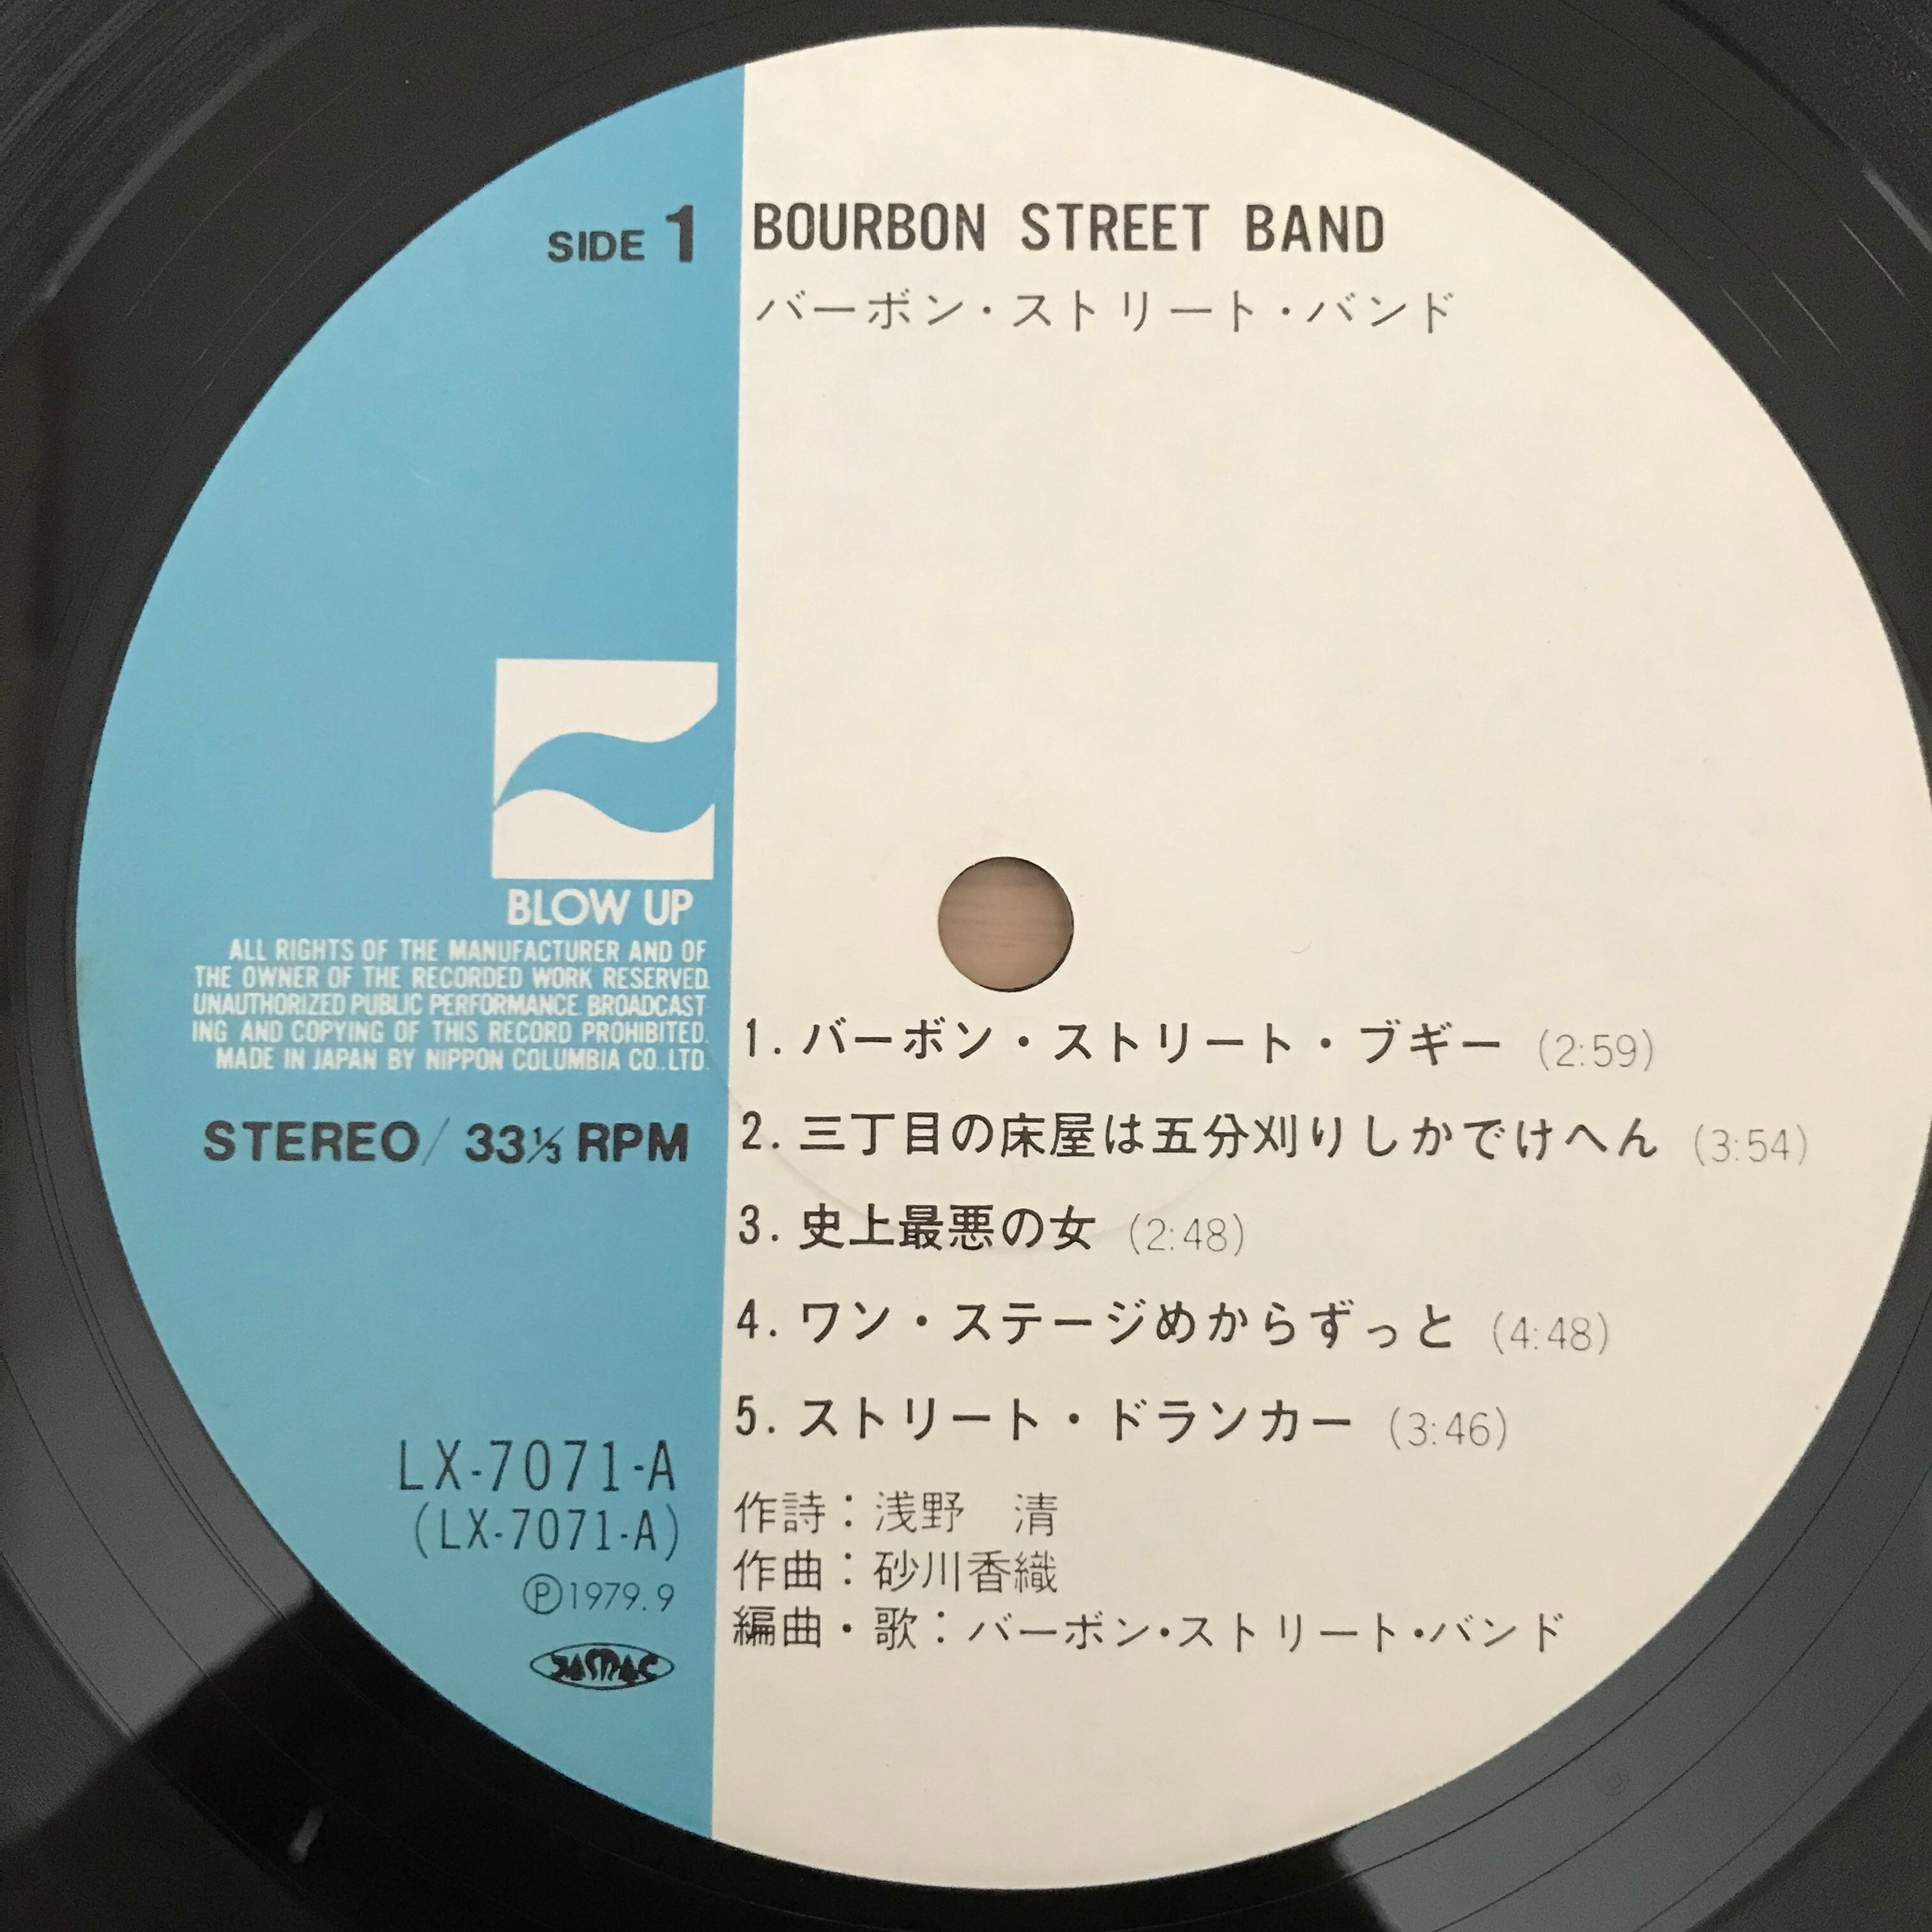 SIDE 1
BOURBON STREET BAND
バーボン・ストリート・バンド
BLOW UP
ALL RIGHTS OF THE MANUFACTURER AND OF
THE OWNER OF THE RECORDED WORK RESERVED.
UNAUTHORIZED PUBLIC PERFORMANCE. BROADCAST
ING AND COPYING OF THIS RECORD PROHIBITED.
MADE IN JAPAN BY NIPPON COLUMBIA CO.,LTD.
STEREO/ 33⅓ RPM
1. バーボン・ストリート・ブギー (2:59)
2. 三丁目の床屋は五分刈りしかでけへん (3:54)
3. 史上最悪の女 (2:48)
4. ワン・ステージめからずっと (4:48)
5. ストリート・ドランカー (3:46)
LX-7071-A
(LX-7071-A)
Ⓟ1979.9
JASRAC
作詩：浅野 清
作曲：砂川香織
編曲・歌：バーボン・ストリート・バンド